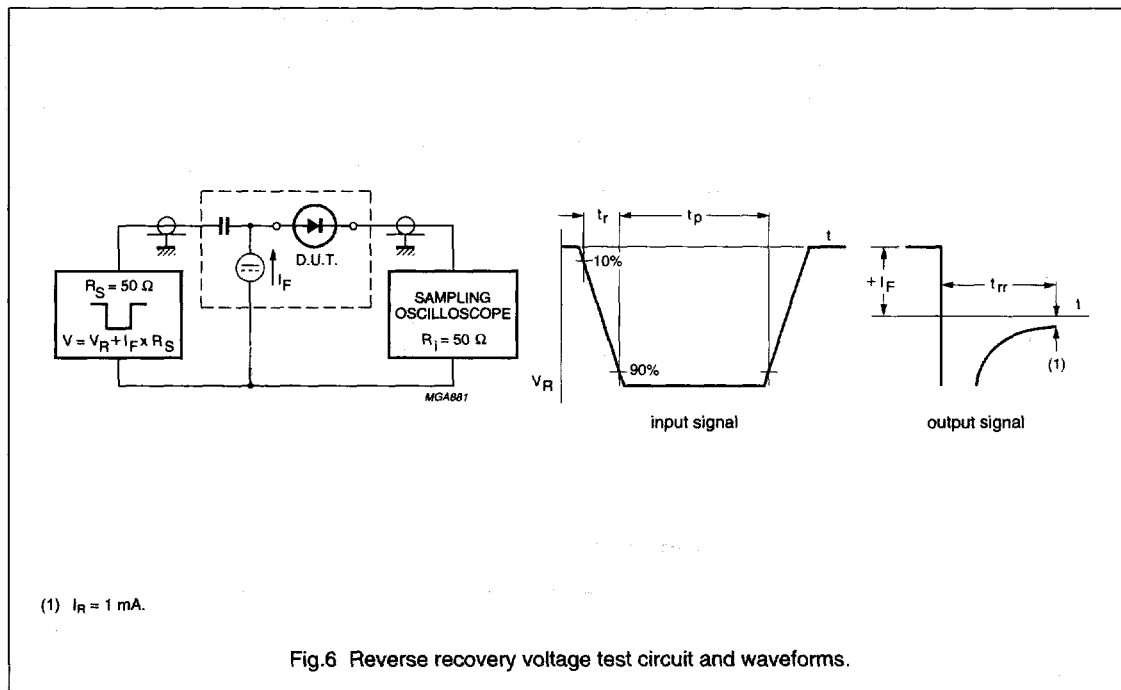 R_S = 50 Ω
V = V_R + I_F x R_S
I_F
D.U.T.
SAMPLING
OSCILLOSCOPE
R_i = 50 Ω
MGA881
t_r
t_p
t
10%
90%
V_R
input signal
+ I_F
t_rr
t
(1)
output signal
(1) I_R = 1 mA.
Fig.6 Reverse recovery voltage test circuit and waveforms.